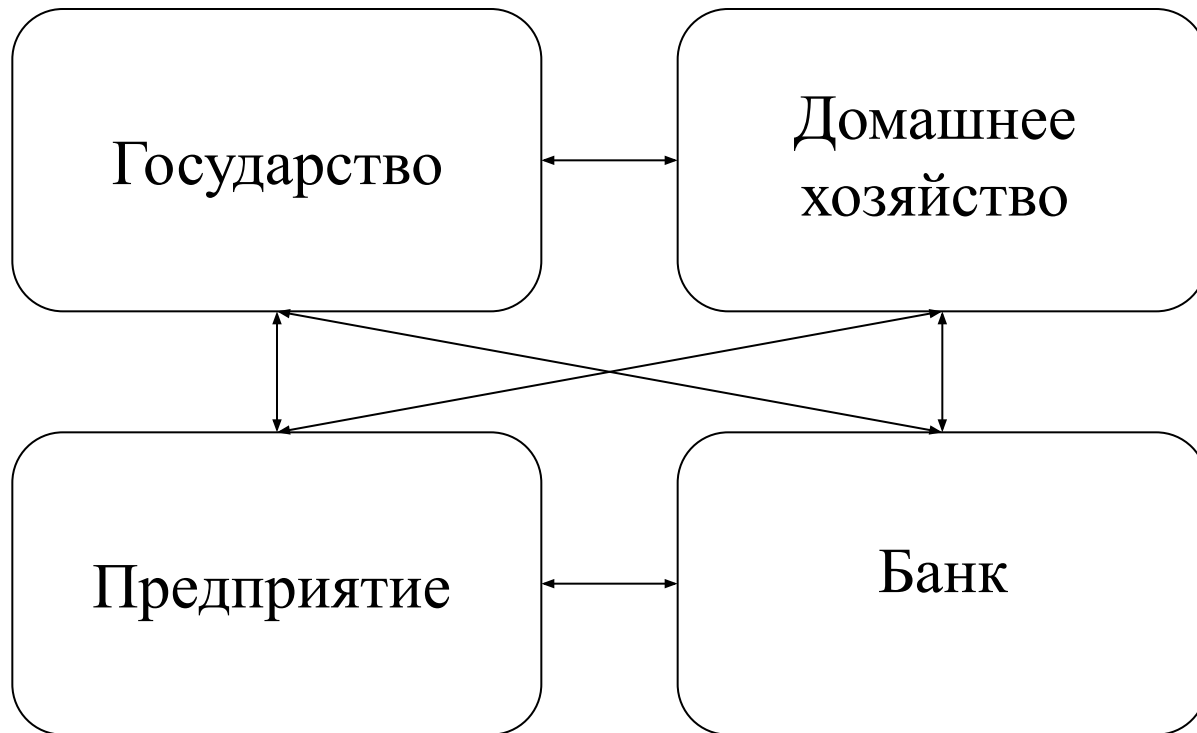 Государство
Домашнее
хозяйство
Предприятие
Банк